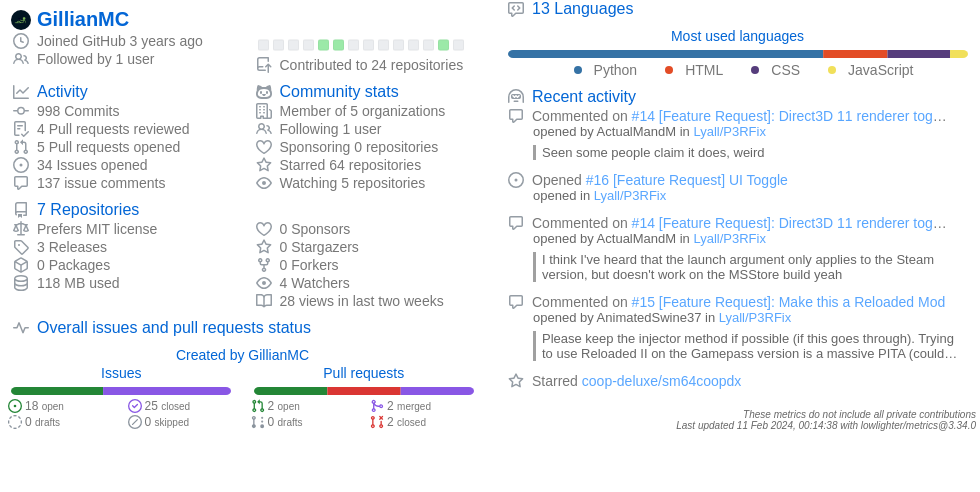 GillianMC
Joined GitHub 3 years ago
Followed by 1 user
Contributed to 24 repositories
Activity
998 Commits
4 Pull requests reviewed
5 Pull requests opened
34 Issues opened
137 issue comments
Community stats
Member of 5 organizations
Following 1 user
Sponsoring 0 repositories
Starred 64 repositories
Watching 5 repositories
7 Repositories
Prefers MIT license
3 Releases
0 Packages
118 MB used
0 Sponsors
0 Stargazers
0 Forkers
4 Watchers
28 views in last two weeks
Overall issues and pull requests status
Created by GillianMC
Issues
18 open
25 closed
0 drafts
0 skipped
Pull requests
2 open
2 merged
0 drafts
2 closed
13 Languages
Most used languages
Python HTML CSS JavaScript
Recent activity
Commented on #14 [Feature Request]: Direct3D 11 renderer tog…
opened by ActualMandM in Lyall/P3RFix
Seen some people claim it does, weird
Opened #16 [Feature Request] UI Toggle
opened in Lyall/P3RFix
Commented on #14 [Feature Request]: Direct3D 11 renderer tog…
opened by ActualMandM in Lyall/P3RFix
I think I've heard that the launch argument only applies to the Steam
version, but doesn't work on the MSStore build yeah
Commented on #15 [Feature Request]: Make this a Reloaded Mod
opened by AnimatedSwine37 in Lyall/P3RFix
Please keep the injector method if possible (if this goes through). Trying
to use Reloaded II on the Gamepass version is a massive PITA (could…
Starred coop-deluxe/sm64coopdx
These metrics do not include all private contributions
Last updated 11 Feb 2024, 00:14:38 with lowlighter/metrics@3.34.0